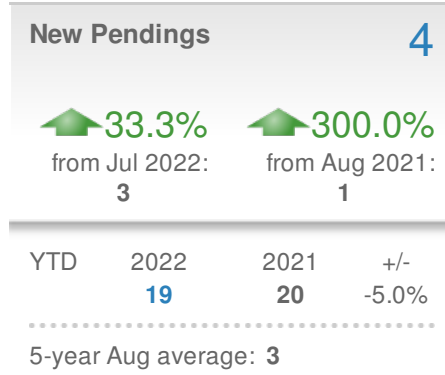 New Pendings 4
33.3% 300.0%
from Jul 2022: from Aug 2021:
3 1
YTD 2022 2021 +/-
19 20 -5.0%
5-year Aug average: 3